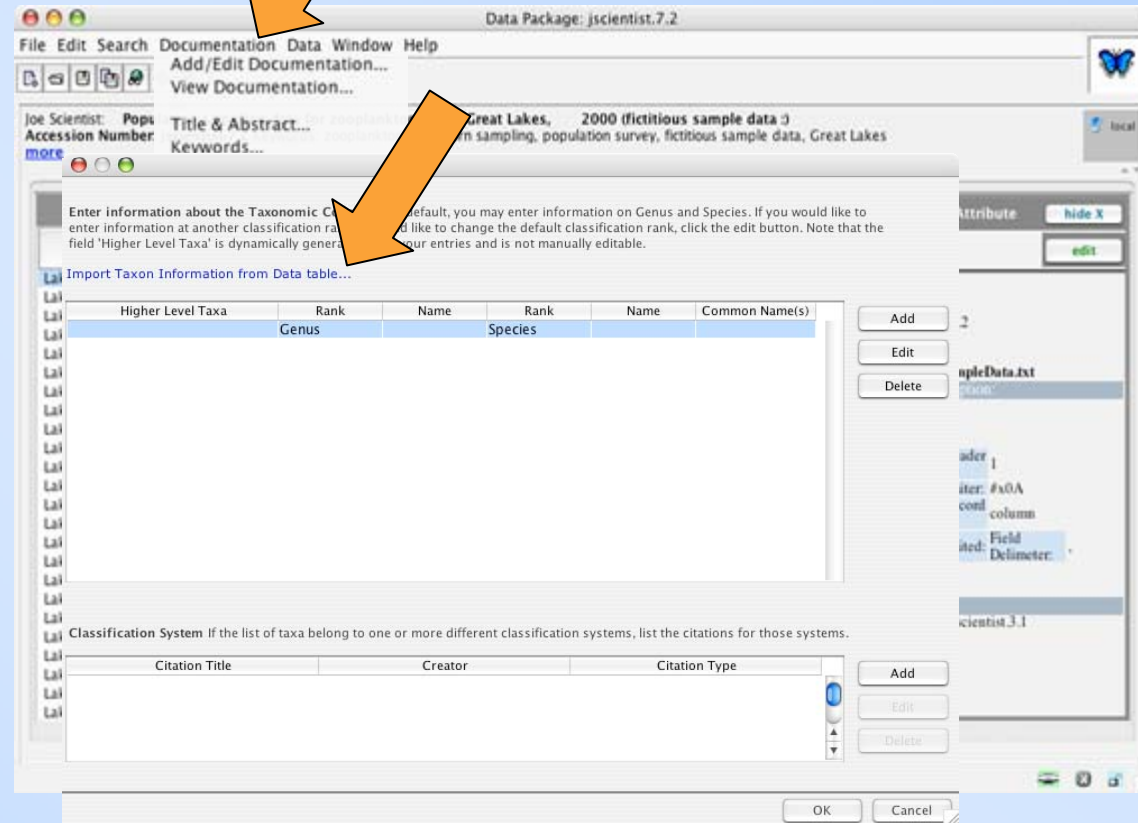 Data Package: jscientist.7.2
File Edit Search Documentation Data Window Help
Add/Edit Documentation...
View Documentation...
Title & Abstract...
Keywords...
Joe Scientist: Popu Great Lakes, 2000 (fictitious sample data :)
Accession Number sampling, population survey, fictitious sample data, Great Lakes
more
local
Attribute hide X
edit
Enter information about the Taxonomic C efault, you may enter information on Genus and Species. If you would like to
enter information at another classification ra d like to change the default classification rank, click the edit button. Note that the
field 'Higher Level Taxa' is dynamically genera our entries and is not manually editable.
Import Taxon Information from Data table...
Higher Level Taxa Rank Name Rank Name Common Name(s)
Genus Species
Add
Edit
Delete
.2
mpleData.txt
ader 1
iter: #x0A
cord column
ited: Field Delimeter: ,
scientist.3.1
Classification System If the list of taxa belong to one or more different classification systems, list the citations for those systems.
Citation Title Creator Citation Type
Add
Edit
Delete
OK Cancel